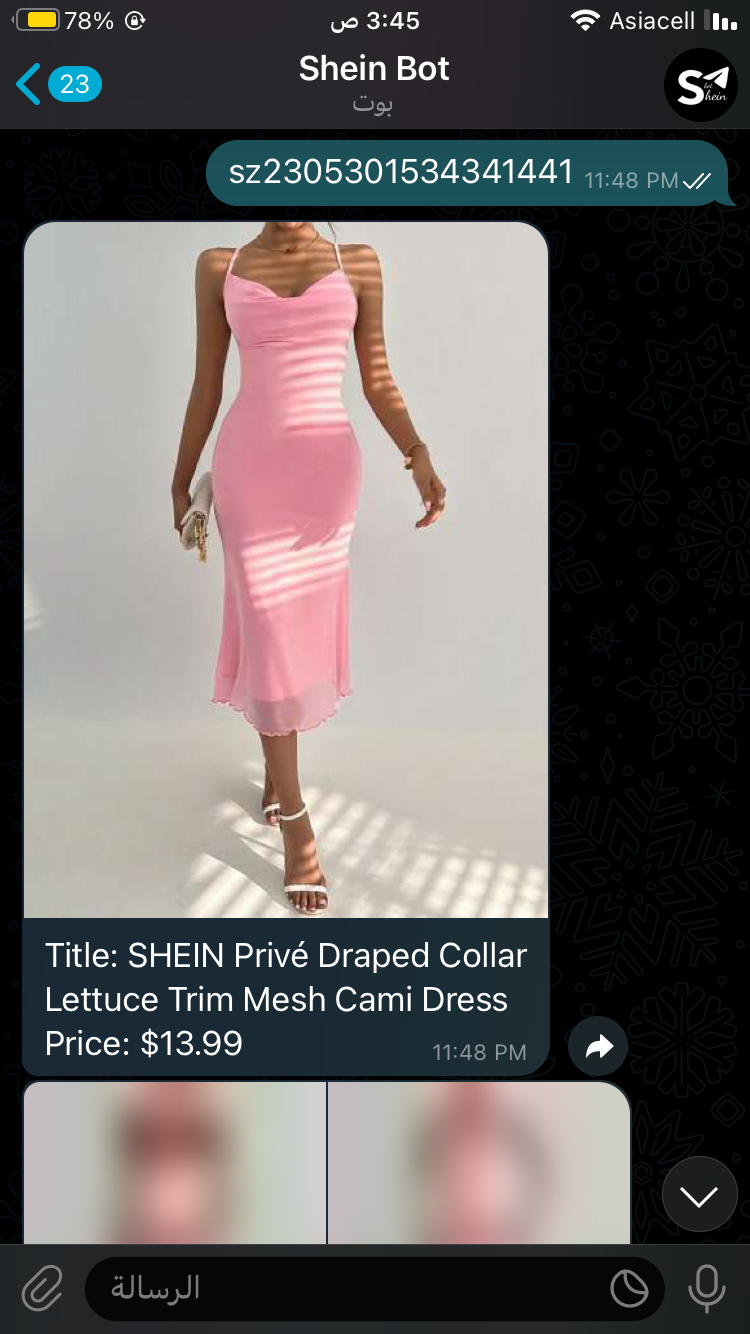 78%
3:45 ص
Asiacell
23
Shein Bot
بوت
S bot hein
sz2305301534341441
11:48 PM
Title: SHEIN Privé Draped Collar
Lettuce Trim Mesh Cami Dress
Price: $13.99
11:48 PM
الرسالة